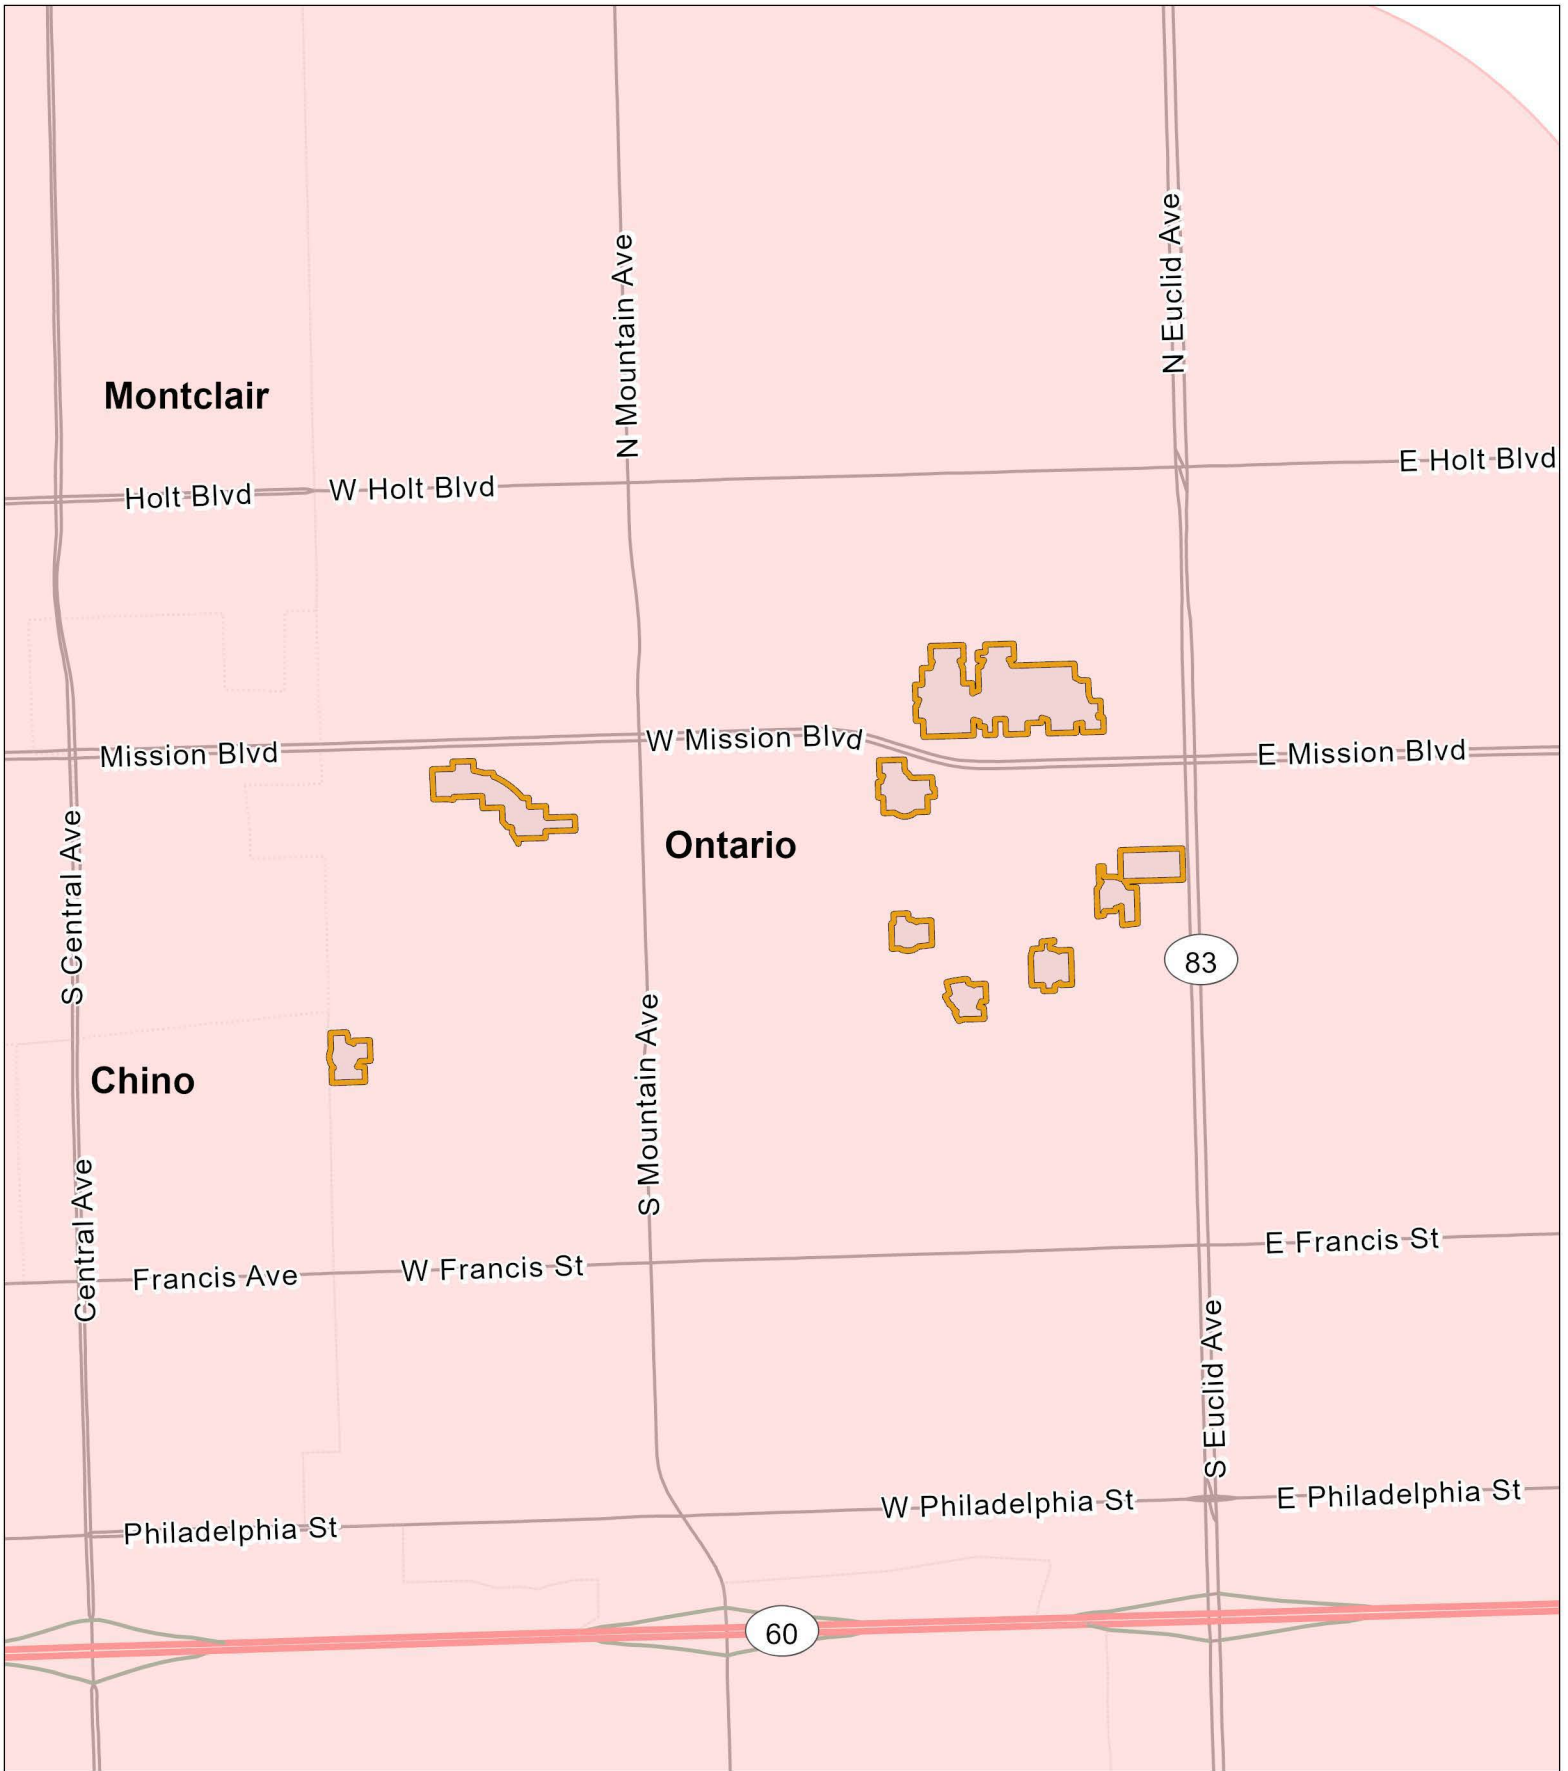 N Euclid Ave
N Mountain Ave
Montclair
E Holt Blvd
Holt Blvd
W Holt Blvd
W Mission Blvd
Mission Blvd
E Mission Blvd
Ontario
S Central Ave
83
Chino
S Mountain Ave
Central Ave
E Francis St
W Francis St
Francis Ave
S Euclid Ave
E Philadelphia St
W Philadelphia St
Philadelphia St
60